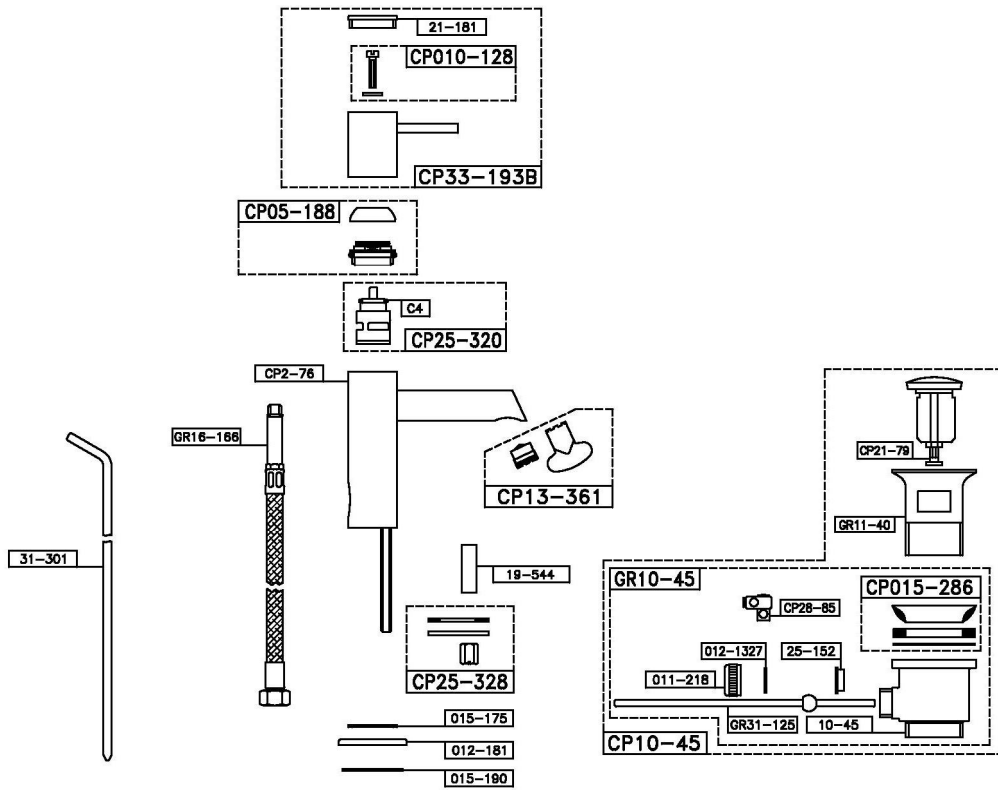 21-181
CP010-128
CP33-193B
CP05-188
C4
CP25-320
CP2-76
GR16-166
CP21-79
CP13-361
GR11-40
31-301
19-544
GR10-45
CP015-286
CP28-85
012-1327
25-152
CP25-328
011-218
015-175
GR31-125
10-45
CP10-45
012-181
015-190